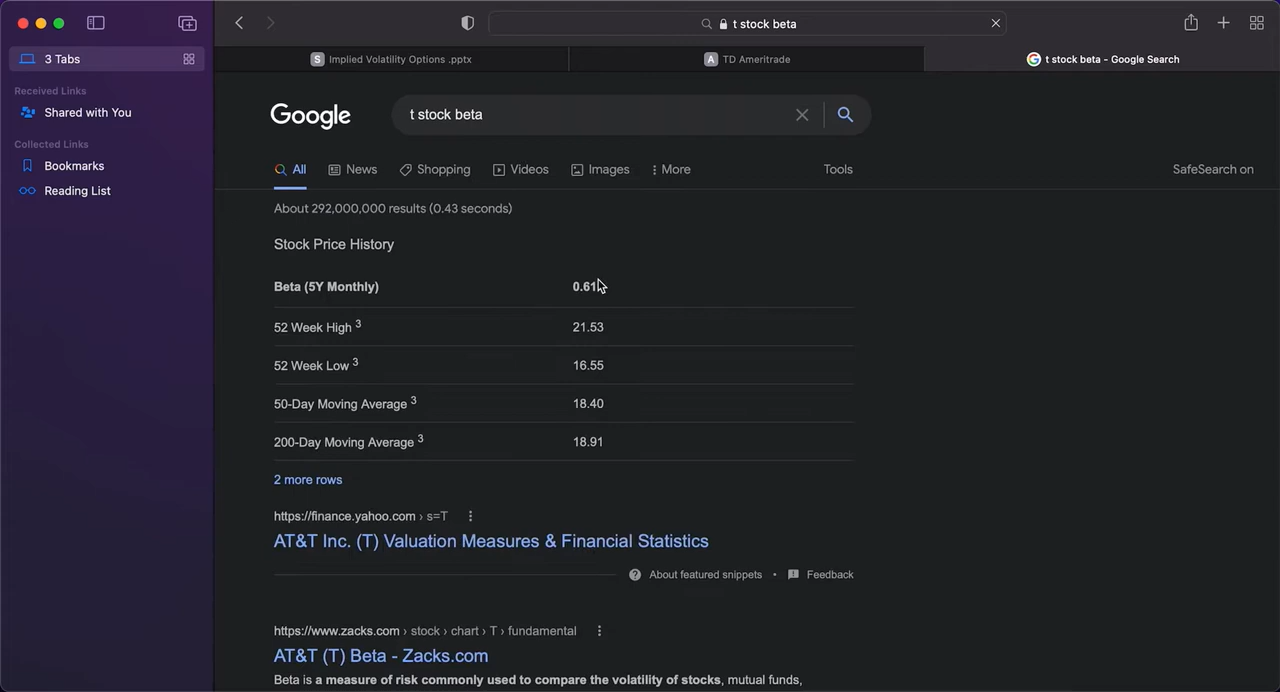 t stock beta
3 Tabs
S Implied Volatility Options .pptx
A TD Ameritrade
t stock beta - Google Search
Received Links
Shared with You
Collected Links
Bookmarks
Reading List
Google
t stock beta
All
News
Shopping
Videos
Images
More
Tools
SafeSearch on
About 292,000,000 results (0.43 seconds)
Stock Price History
Beta (5Y Monthly) 0.61
52 Week High 3 21.53
52 Week Low 3 16.55
50-Day Moving Average 3 18.40
200-Day Moving Average 3 18.91
2 more rows
https://finance.yahoo.com › s=T
AT&T Inc. (T) Valuation Measures & Financial Statistics
About featured snippets • Feedback
https://www.zacks.com › stock › chart › T › fundamental
AT&T (T) Beta - Zacks.com
Beta is a measure of risk commonly used to compare the volatility of stocks, mutual funds,